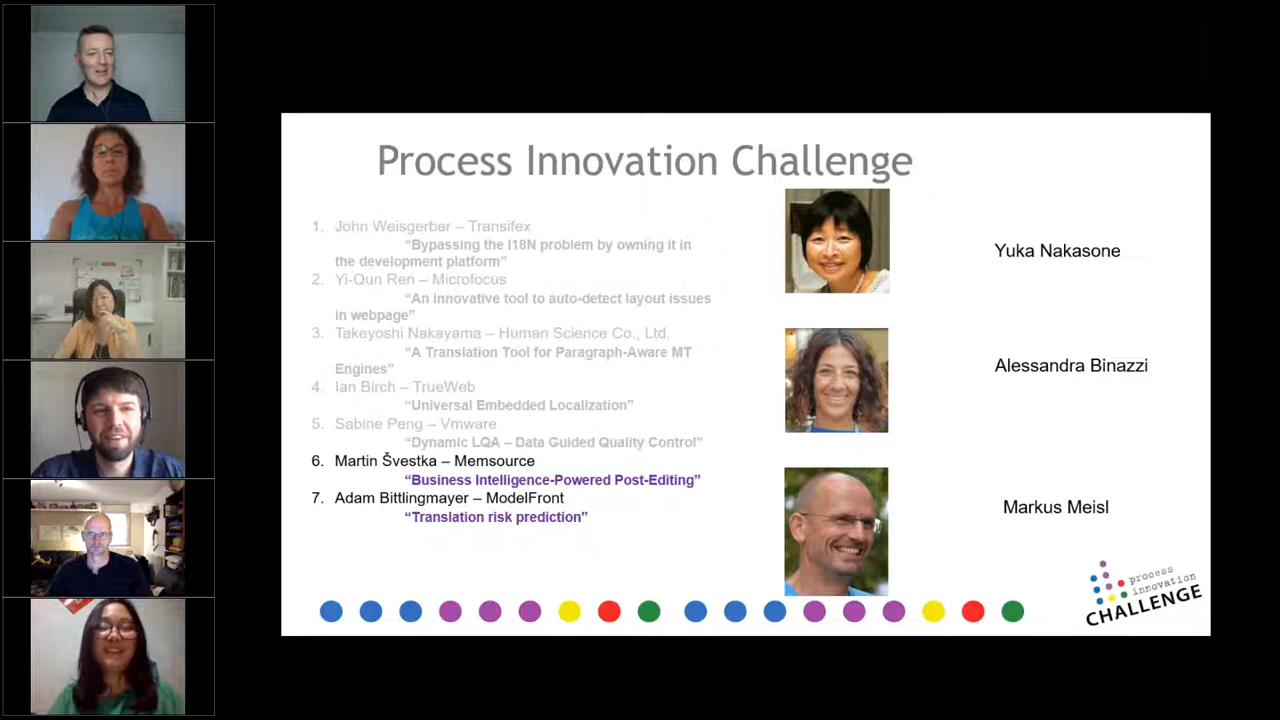 Process Innovation Challenge
1. John Weisgerber – Transifex
“Bypassing the I18N problem by owning it in
the development platform”
2. Yi-Qun Ren – Microfocus
“An innovative tool to auto-detect layout issues
in webpage”
3. Takeyoshi Nakayama – Human Science Co., Ltd.
“A Translation Tool for Paragraph-Aware MT
Engines”
4. Ian Birch – TrueWeb
“Universal Embedded Localization”
5. Sabine Peng – Vmware
“Dynamic LQA – Data Guided Quality Control”
6. Martin Švestka – Memsource
“Business Intelligence-Powered Post-Editing”
7. Adam Bittlingmayer – ModelFront
“Translation risk prediction”
Yuka Nakasone
Alessandra Binazzi
Markus Meisl
process
innovation
CHALLENGE